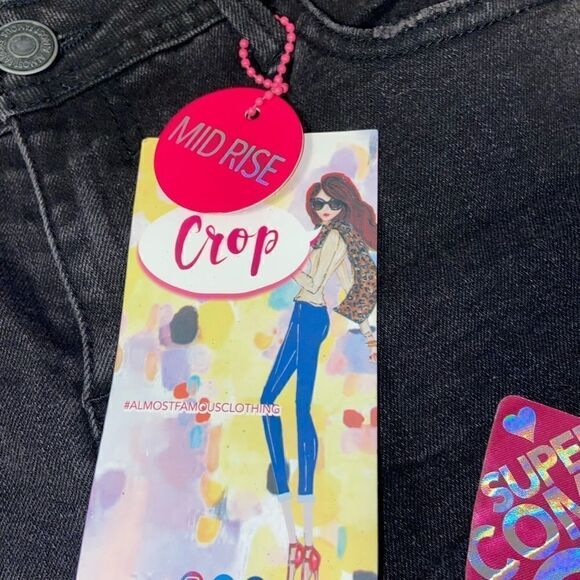 MID RISE
Crop
#ALMOSTFAMOUSCLOTHING
SUPER
COM